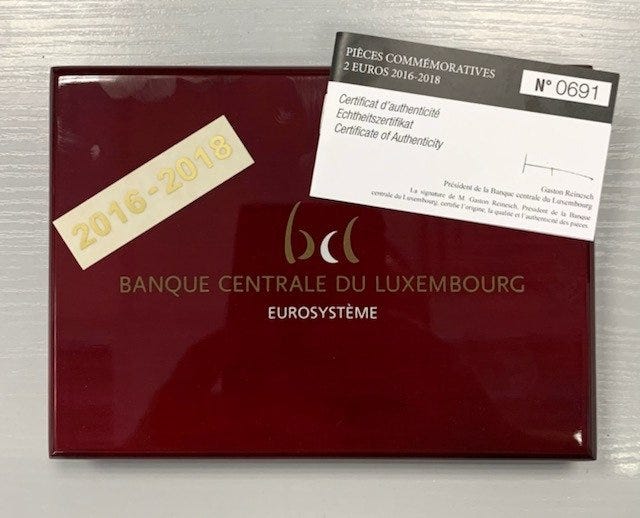 PIÈCES COMMÉMORATIVES
2 EUROS 2016-2018
N° 0691
Certificat d'authenticité
Echtheitszertifikat
Certificate of Authenticity
Gaston Reinesch
Président de la Banque centrale du Luxembourg
La signature de M. Gaston Reinesch, Président de la Banque
centrale du Luxembourg, certifie l'origine, la qualité et l'authenticité des pièces.
2016-2018
bcl
BANQUE CENTRALE DU LUXEMBOURG
EUROSYSTÈME